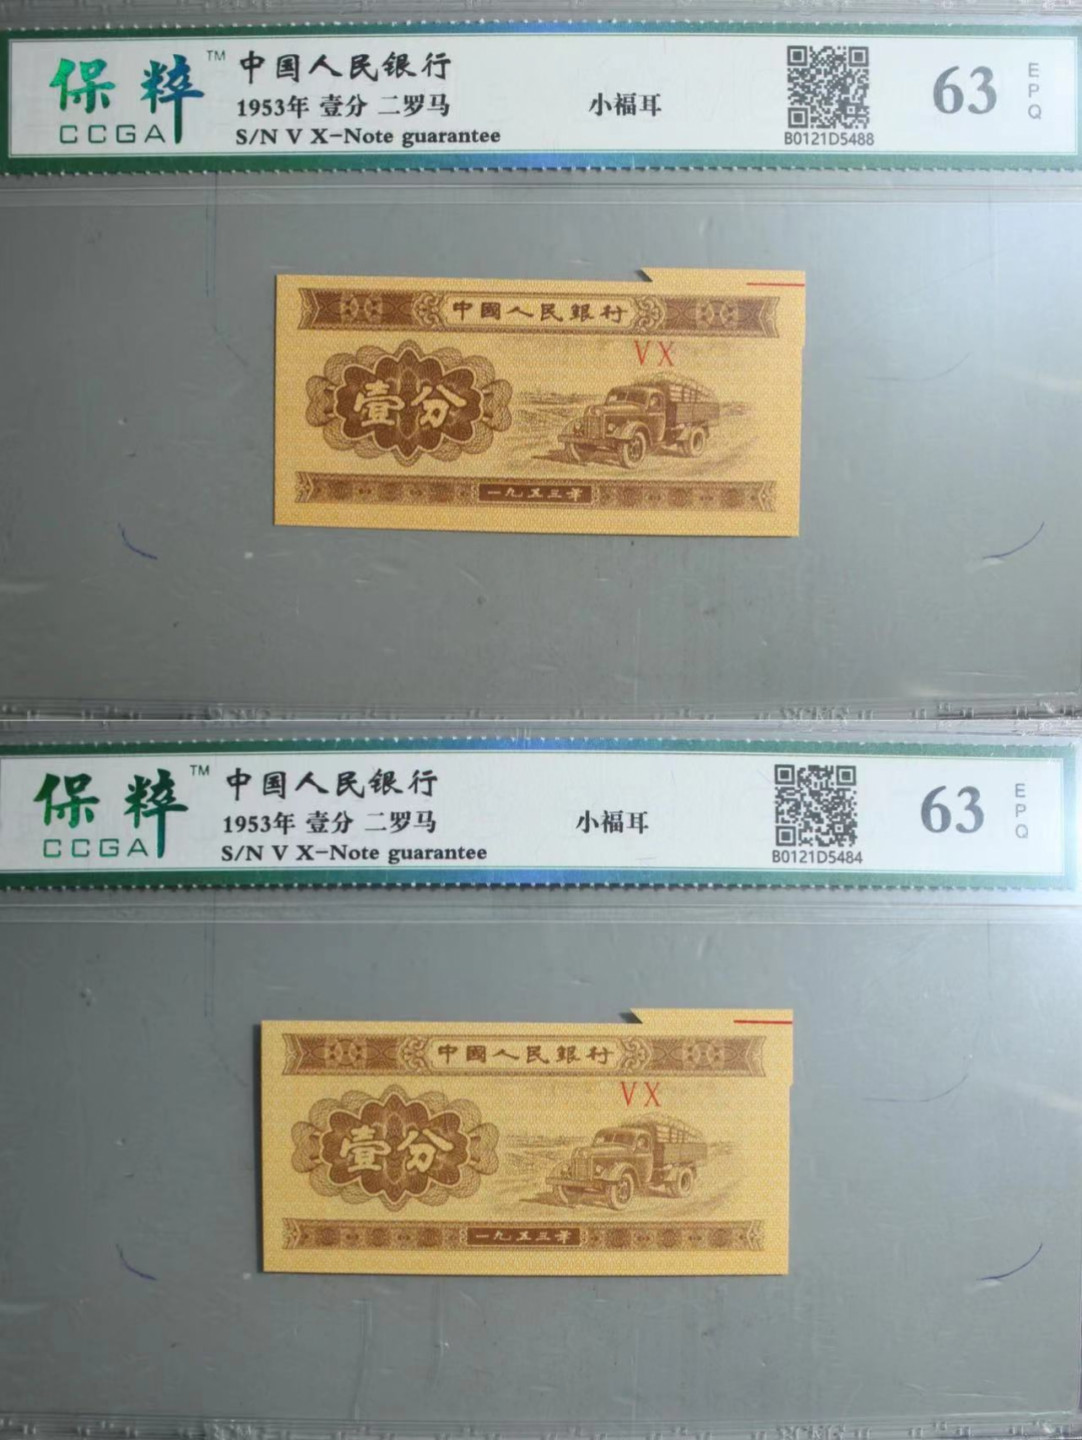 保粹™
CCGA
中国人民银行
1953年 壹分 二罗马
S/N V X-Note guarantee
小福耳
B0121D5488
63
EPQ
中國人民銀行
V X
壹分
一九五三年
保粹™
CCGA
中国人民银行
1953年 壹分 二罗马
S/N V X-Note guarantee
小福耳
B0121D5484
63
EPQ
中國人民銀行
V X
壹分
一九五三年